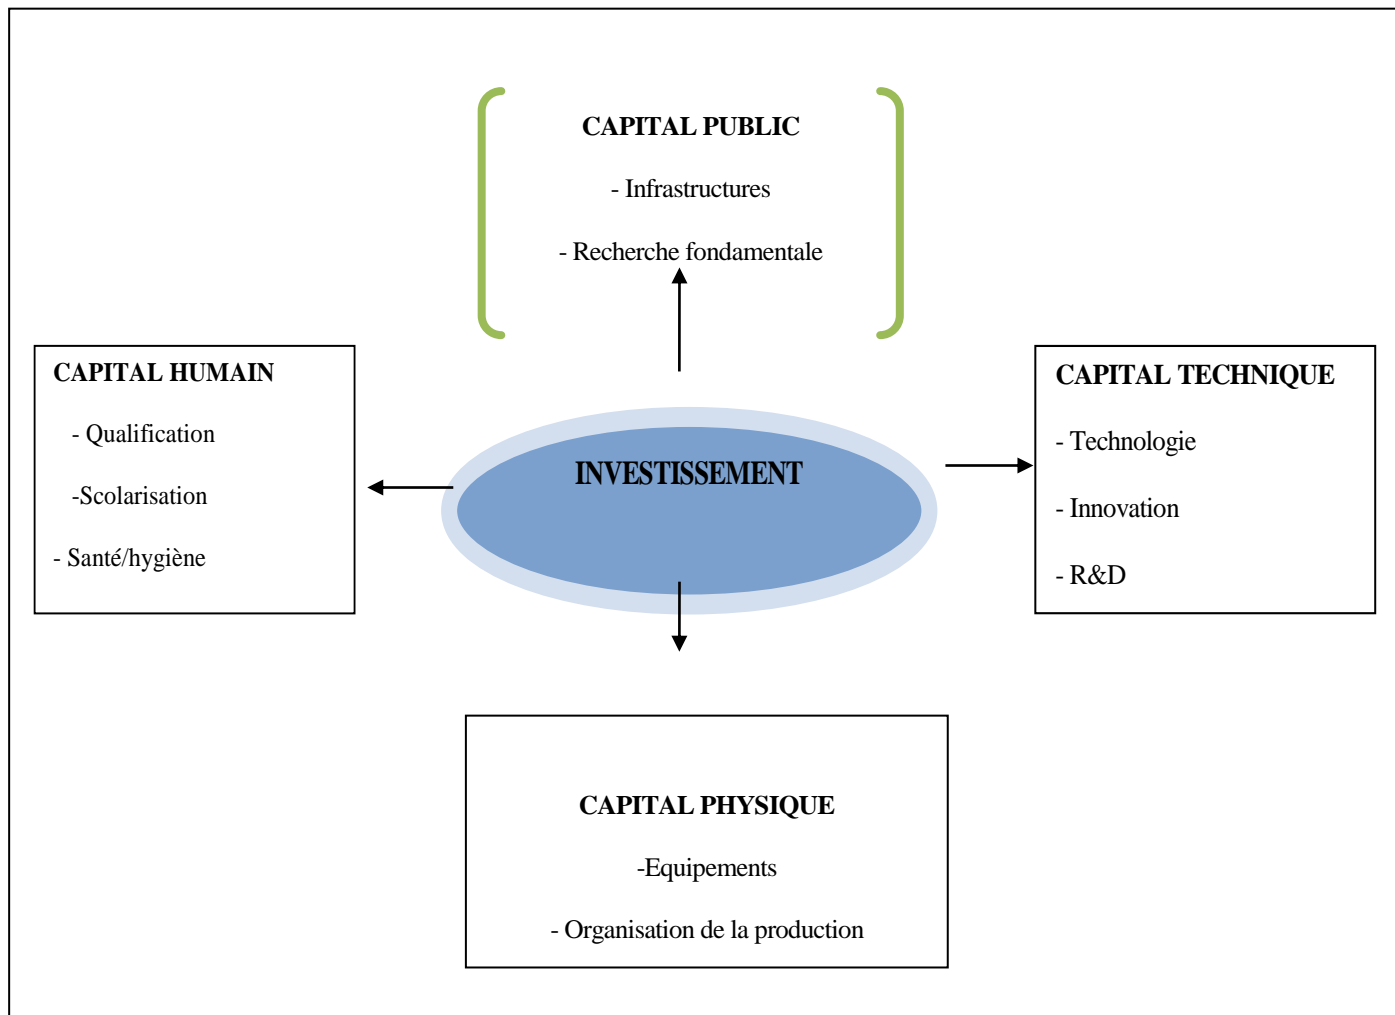 CAPITAL PUBLIC
- Infrastructures
- Recherche fondamentale
CAPITAL HUMAIN
- Qualification
-Scolarisation
- Santé/hygiène
INVESTISSEMENT
CAPITAL TECHNIQUE
- Technologie
- Innovation
- R&D
CAPITAL PHYSIQUE
-Equipements
- Organisation de la production